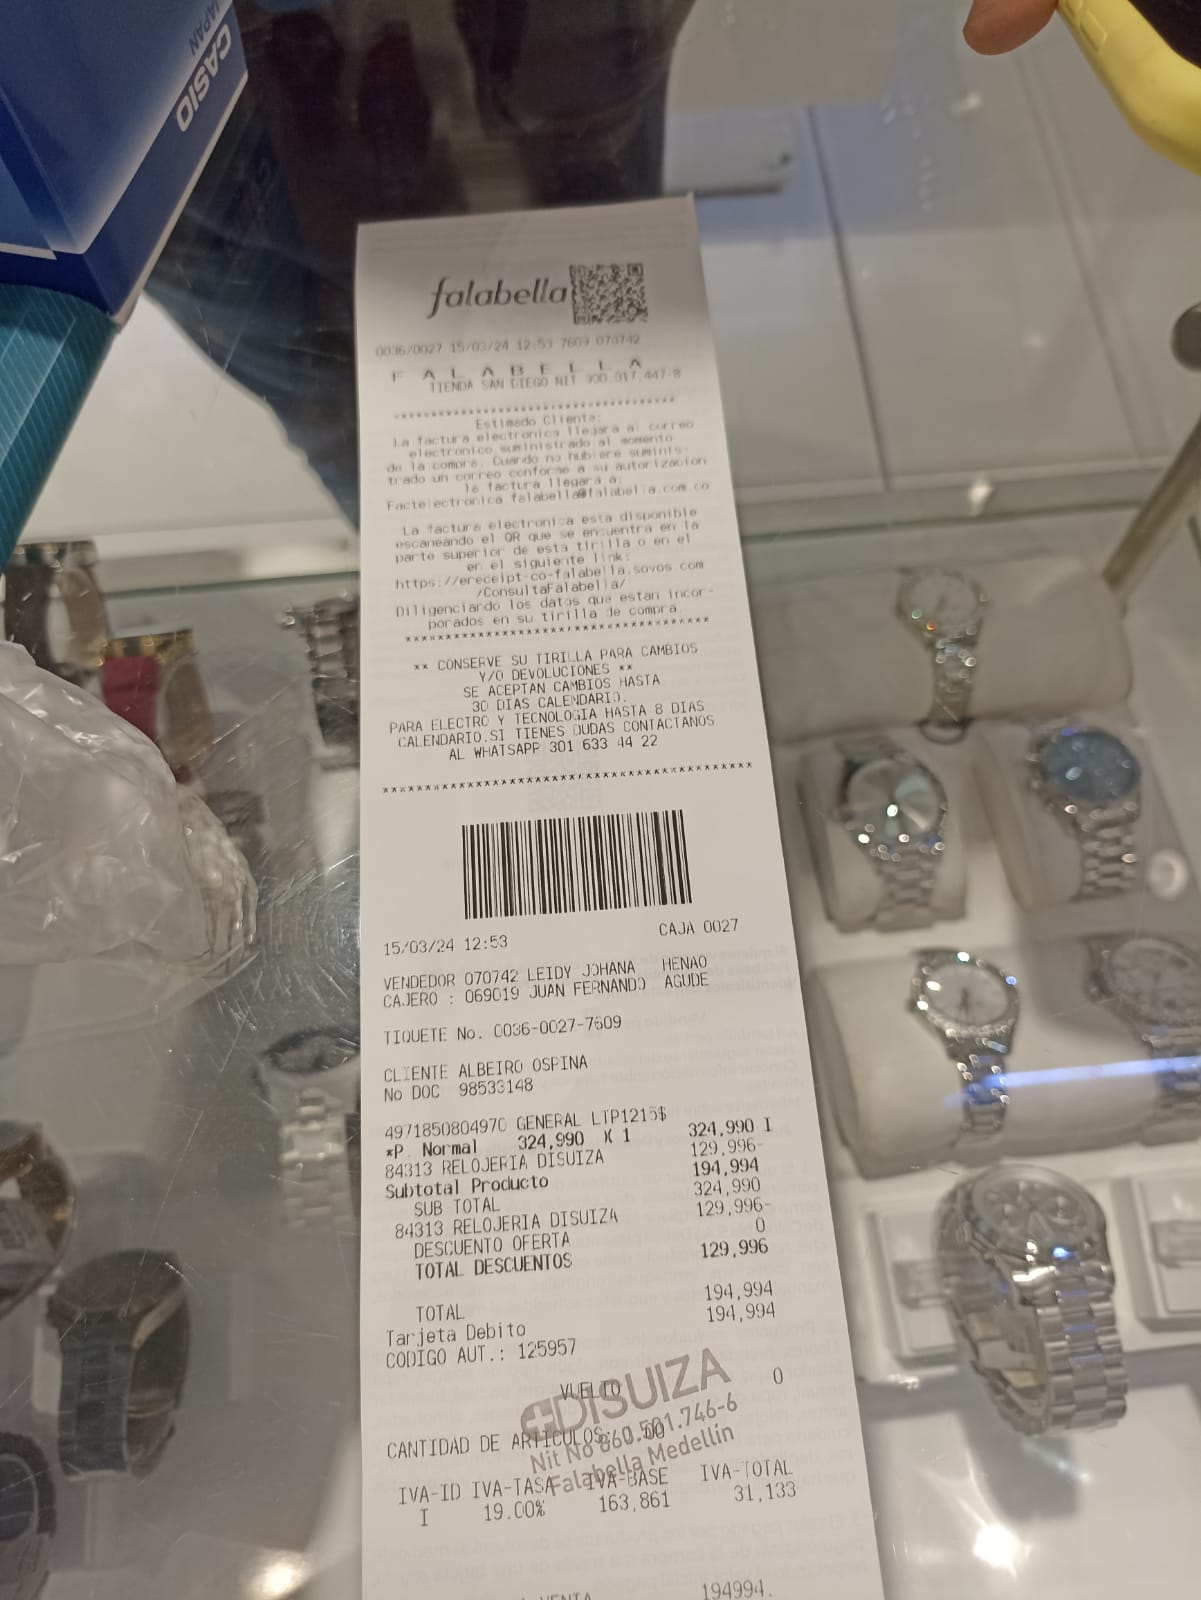 CASIO
JAPAN
falabella
0036/0027 15/03/24 12:53 7609 070742
F A L A B E L L A
TIENDA SAN DIEGO NIT 900.017.447-8
****************************************
Estimado Cliente:
La factura electronica llegara al correo
electronico suministrado al momento
de la compra. Cuando no hubiere suminis-
trado un correo conforme a su autorizacion
la factura llegara a:
Factelectronica falabella@falabella.com.co
La factura electronica esta disponible
escaneando el QR que se encuentra en la
parte superior de esta tirilla o en el
en el siguiente link:
https://ereceipt-co-falabella.sovos.com
/ConsultaFalabella/
Diligenciando los datos que estan incor-
porados en su tirilla de compra.
****************************************
** CONSERVE SU TIRILLA PARA CAMBIOS
Y/O DEVOLUCIONES **
SE ACEPTAN CAMBIOS HASTA
30 DIAS CALENDARIO.
PARA ELECTRO Y TECNOLOGIA HASTA 8 DIAS
CALENDARIO.SI TIENES DUDAS CONTACTANOS
AL WHATSAPP 301 633 44 22
****************************************
15/03/24 12:53 CAJA 0027
VENDEDOR 070742 LEIDY JOHANA HENAO
CAJERO : 069019 JUAN FERNANDO AGUDE
TIQUETE No. 0036-0027-7609
CLIENTE ALBEIRO OSPINA
No DOC 98533148
4971850804970 GENERAL LTP1215$
*P. Normal 324,990 X 1 324,990 I
84313 RELOJERIA DISUIZA 129,996-
Subtotal Producto 194,994
SUB TOTAL 324,990
84313 RELOJERIA DISUIZA 129,996-
DESCUENTO OFERTA 0
TOTAL DESCUENTOS 129,996
TOTAL 194,994
Tarjeta Debito 194,994
CODIGO AUT.: 125957
VUELTO 0
DISUIZA
Nit No 860.501.746-6
Falabella Medellin
CANTIDAD DE ARTICULOS:
IVA-ID IVA-TASA IVA-BASE IVA-TOTAL
I 19.00% 163,861 31,133
194994.